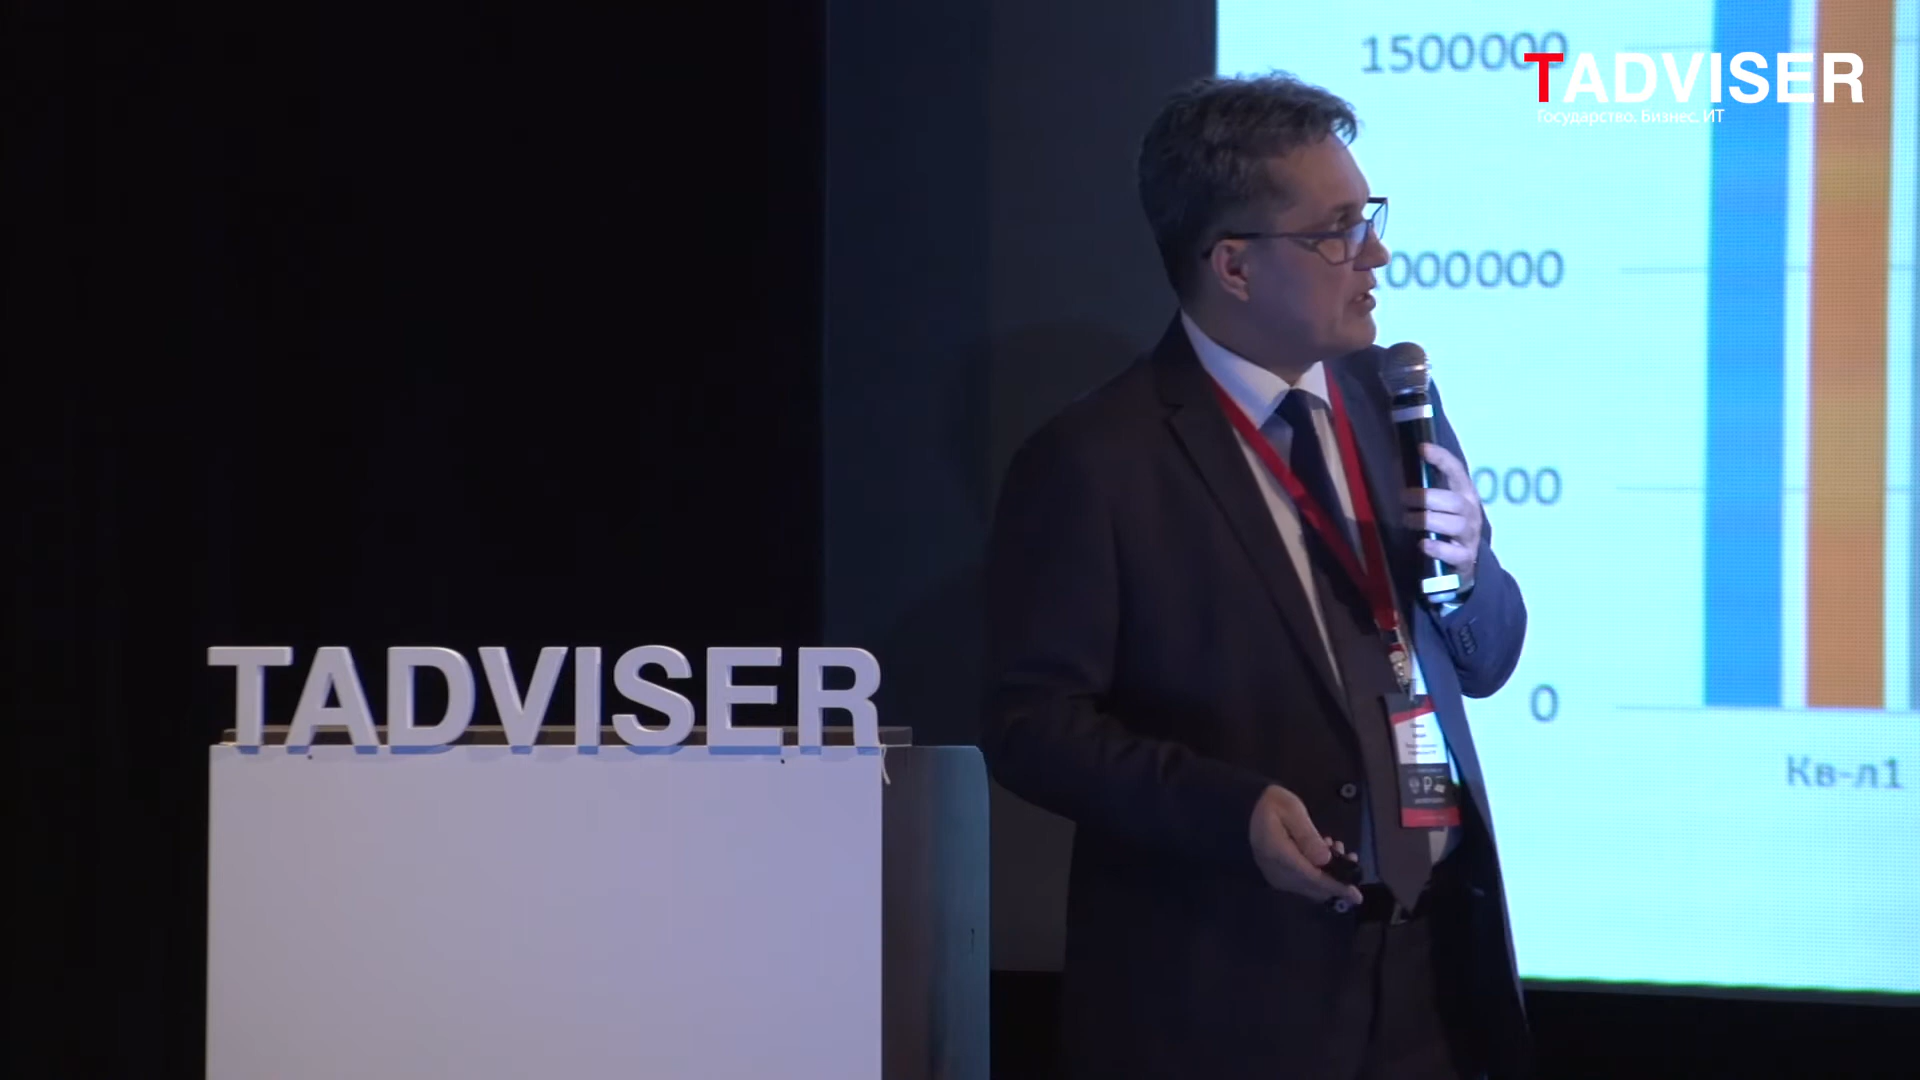 1500000
TADVISER
Государство. Бизнес, ИТ
000000
000
0
Кв-л1
TADVISER